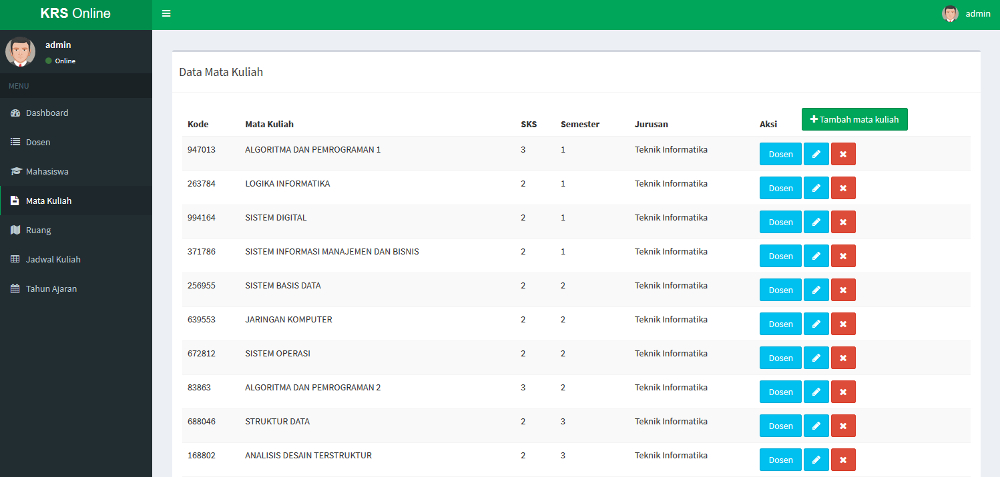 KRS Online
admin
admin
Online
MENU
Dashboard
Dosen
Mahasiswa
Mata Kuliah
Ruang
Jadwal Kuliah
Tahun Ajaran
Data Mata Kuliah
Kode Mata Kuliah SKS Semester Jurusan Aksi Tambah mata kuliah
947013 ALGORITMA DAN PEMROGRAMAN 1 3 1 Teknik Informatika Dosen
263784 LOGIKA INFORMATIKA 2 1 Teknik Informatika Dosen
994164 SISTEM DIGITAL 2 1 Teknik Informatika Dosen
371786 SISTEM INFORMASI MANAJEMEN DAN BISNIS 2 1 Teknik Informatika Dosen
256955 SISTEM BASIS DATA 2 2 Teknik Informatika Dosen
639553 JARINGAN KOMPUTER 2 2 Teknik Informatika Dosen
672812 SISTEM OPERASI 2 2 Teknik Informatika Dosen
83863 ALGORITMA DAN PEMROGRAMAN 2 3 2 Teknik Informatika Dosen
688046 STRUKTUR DATA 2 3 Teknik Informatika Dosen
168802 ANALISIS DESAIN TERSTRUKTUR 2 3 Teknik Informatika Dosen